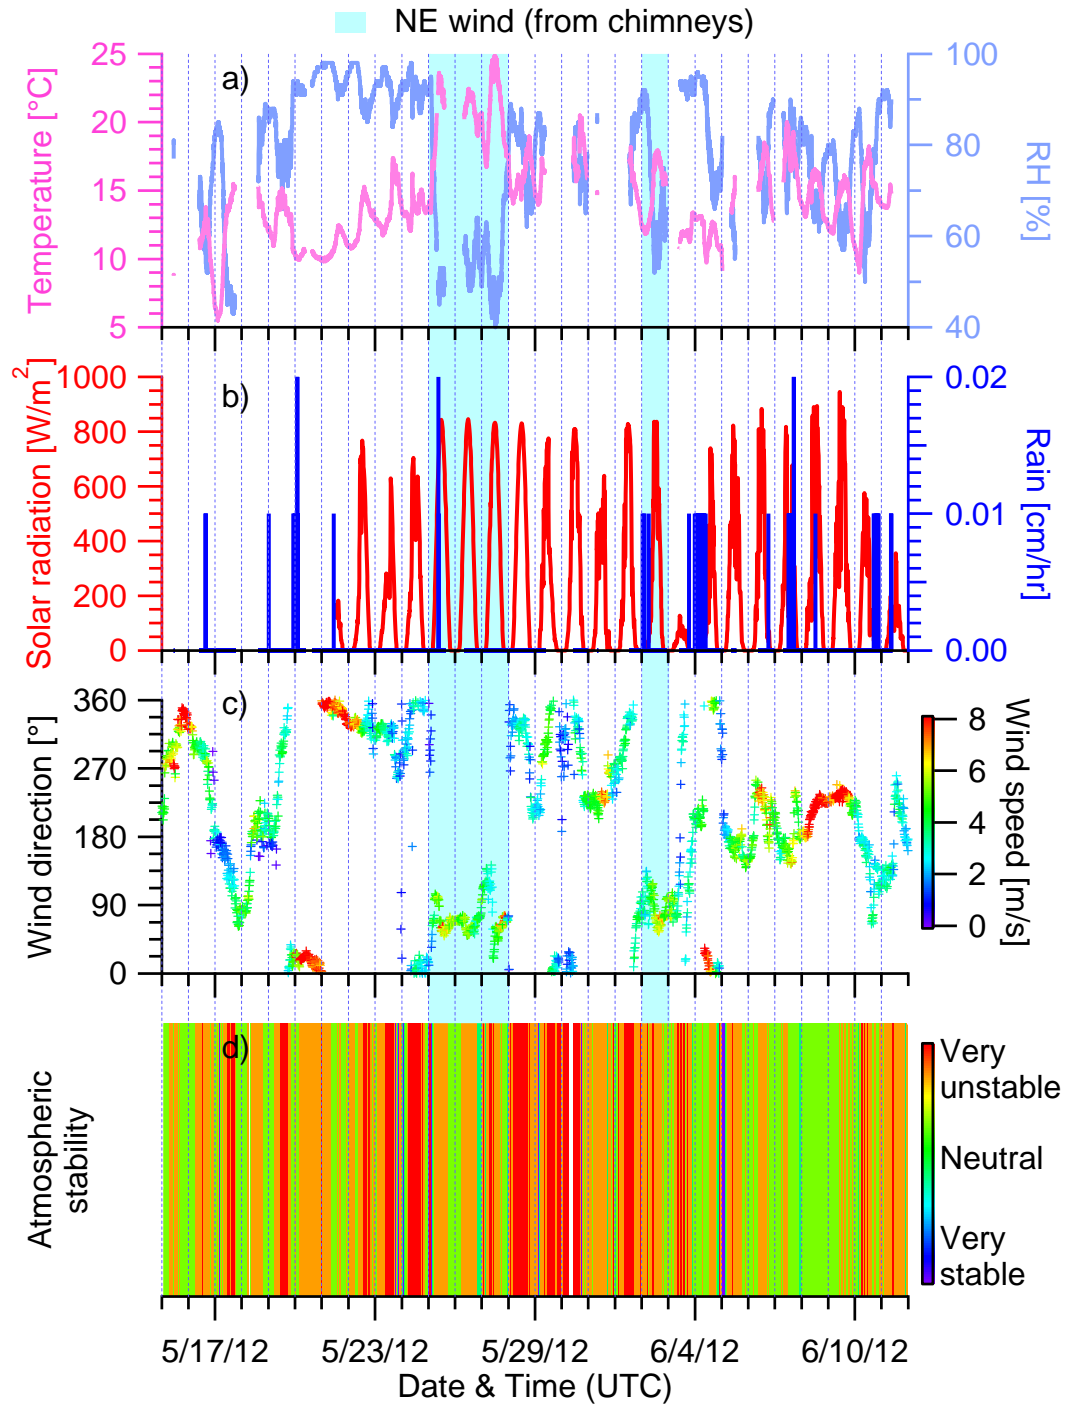 NE wind (from chimneys)
a)
Temperature [°C]
25
20
15
10
5
100
80
60
40
RH [%]
b)
Solar radiation [W/m2]
1000
800
600
400
200
0
0.02
0.01
0.00
Rain [cm/hr]
c)
Wind direction [°]
360
270
180
90
0
8
6
4
2
0
Wind speed [m/s]
d)
Atmospheric
stability
Very
unstable
Neutral
Very
stable
5/17/12
5/23/12
5/29/12
6/4/12
6/10/12
Date & Time (UTC)